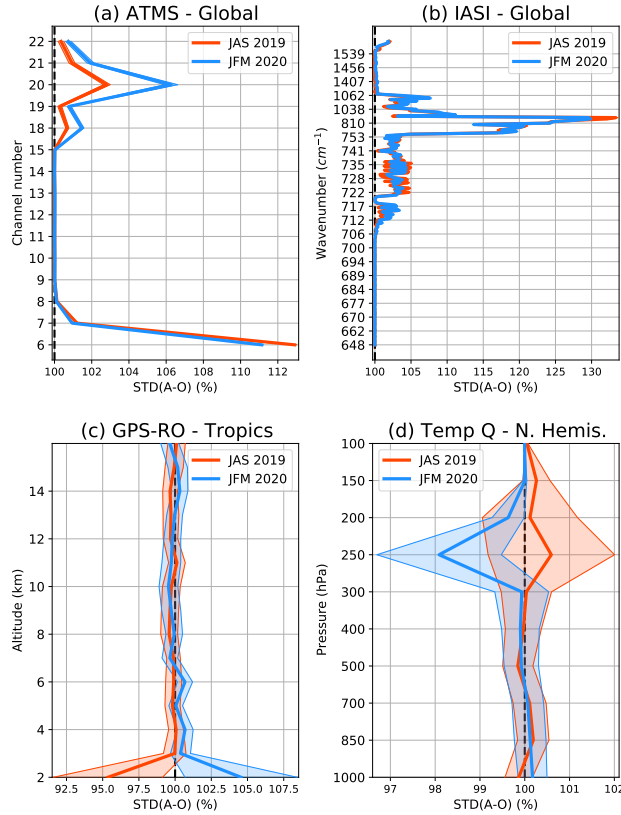 (a) ATMS - Global
JAS 2019
JFM 2020
22
21
20
19
18
15
14
13
12
11
10
9
8
7
6
Channel number
100 102 104 106 108 110 112
STD(A-O) (%)
(b) IASI - Global
JAS 2019
JFM 2020
1539
1456
1407
1062
1038
810
753
741
735
728
722
717
712
706
700
694
689
684
677
670
662
648
Wavenumber (cm⁻¹)
100 105 110 115 120 125 130
STD(A-O) (%)
(c) GPS-RO - Tropics
JAS 2019
JFM 2020
14
12
10
8
6
4
2
Altitude (km)
92.5 95.0 97.5 100.0 102.5 105.0 107.5
STD(A-O) (%)
(d) Temp Q - N. Hemis.
JAS 2019
JFM 2020
100
150
200
250
300
400
500
700
850
1000
Pressure (hPa)
97 98 99 100 101 102
STD(A-O) (%)